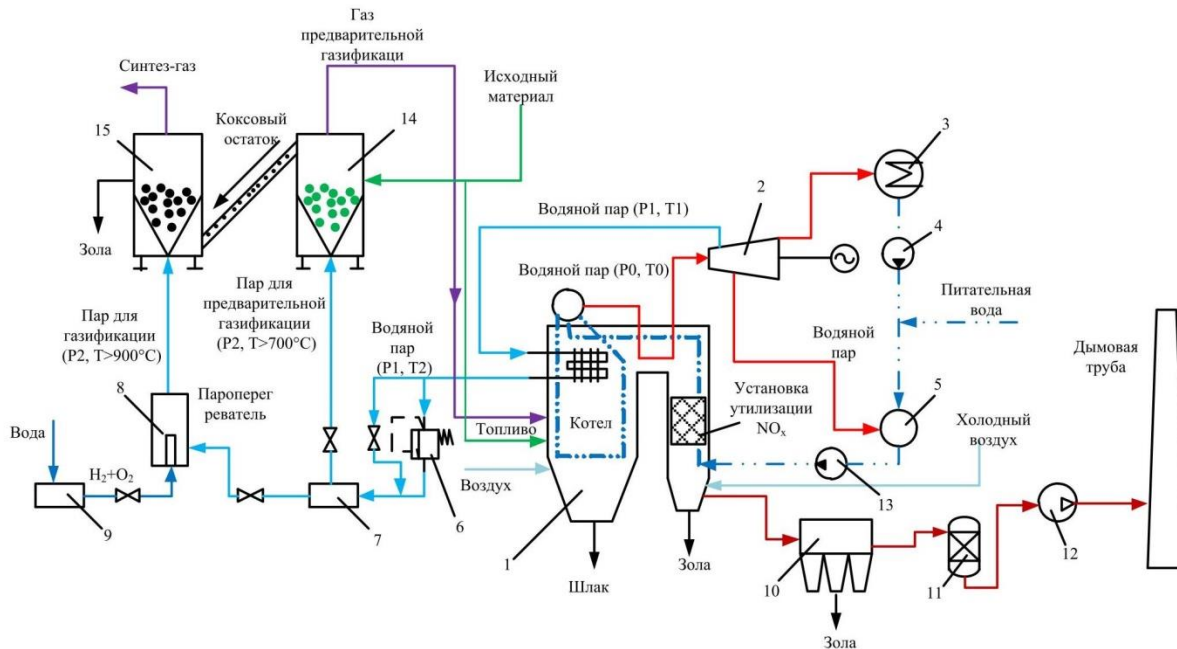 Газ
предварительной
газификаци
Синтез-газ
Исходный
материал
15
Коксовый
остаток
14
3
2
Водяной пар (P1, T1)
4
Зола
Водяной пар (P0, T0)
Пар для
газификации
(P2, T>900°C)
Пар для
предварительной
газификации
(P2, T>700°C)
Водяной
пар
(P1, T2)
Питательная
вода
Водяной
пар
Дымовая
труба
8
Пароперег
реватель
Котел
Установка
утилизации
NOx
5
Топливо
Холодный
воздух
Вода
H2+O2
Воздух
9
7
6
1
13
Шлак
Зола
10
11
12
Зола